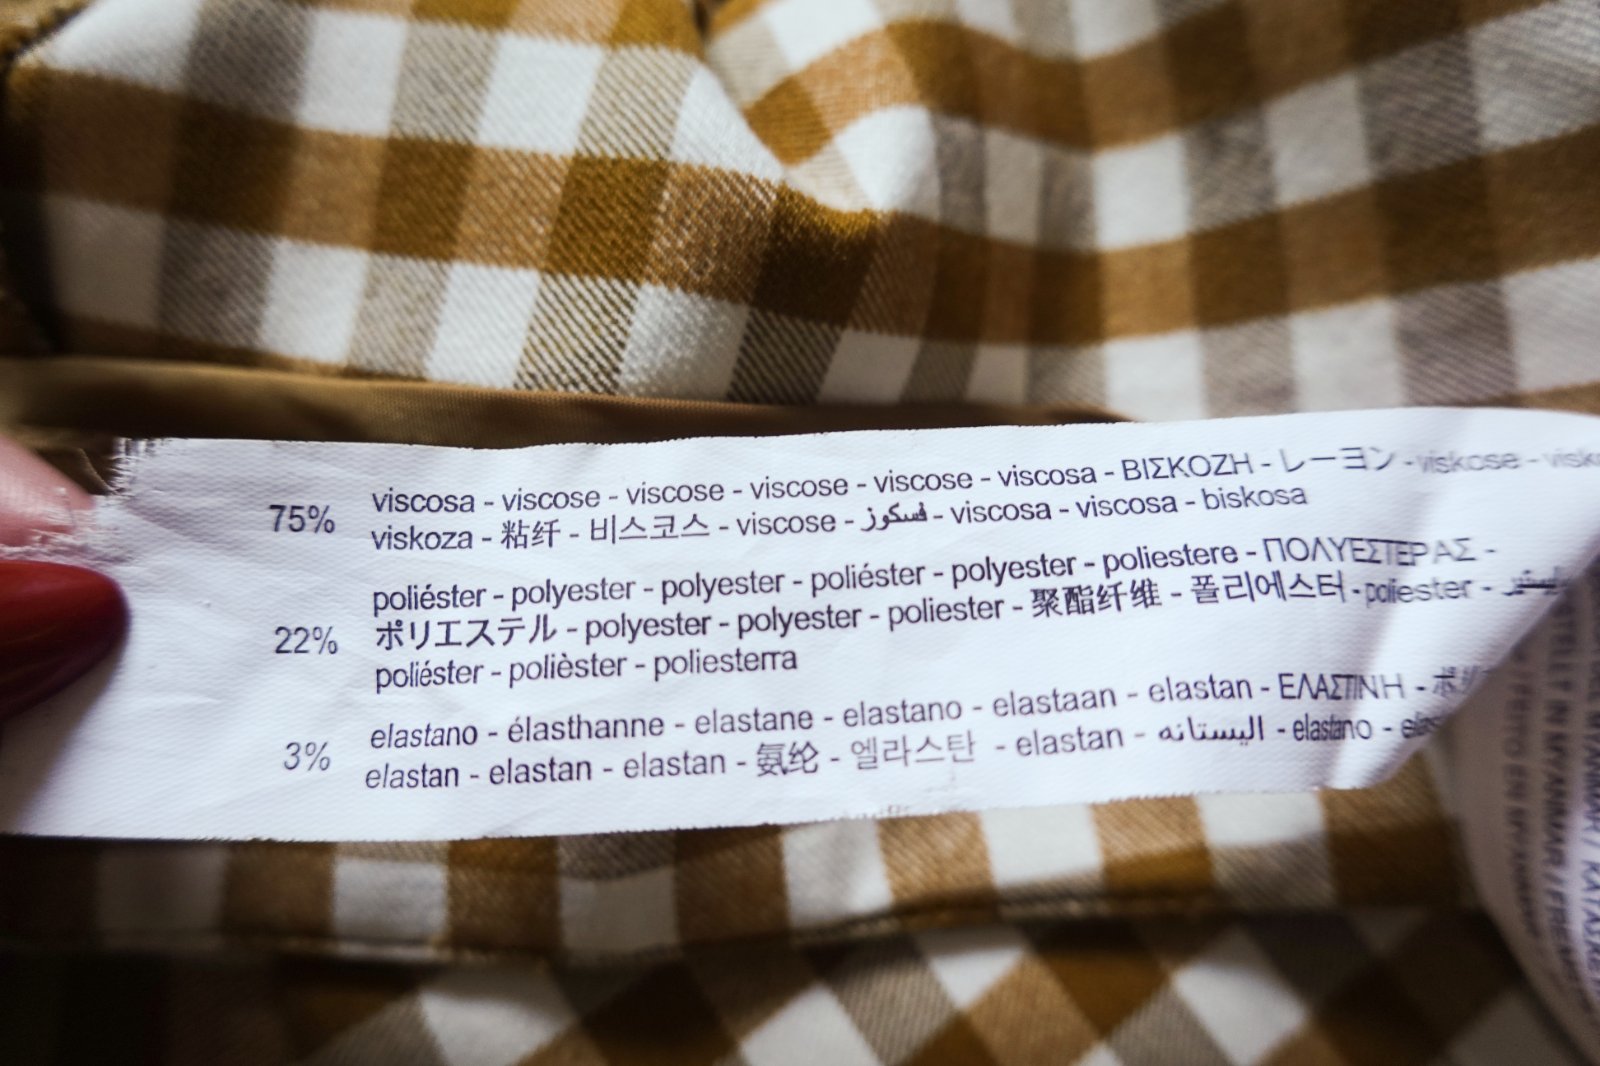 75% viscosa - viscose - viscose - viscose - viscose - viscosa - ΒΙΣΚΟΖΗ - レーヨン - viskose -
viskoza - 粘纤 - 비스코스 - viscose - فسكوز - viscosa - viscosa - biskosa
poliéster - polyester - polyester - poliéster - polyester - poliestere - ΠΟΛΥΕΣΤΕΡΑΣ -
22% ポリエステル - polyester - polyester - poliester - 聚酯纤维 - 폴리에스터 - poliester -
poliéster - polièster - poliesterra
elastano - élasthanne - elastane - elastano - elastaan - elastan - ΕΛΑΣΤΙΝΗ -
3% elastan - elastan - elastan - 氨纶 - 엘라스탄 - elastan - اليستانه - elastano -
IN MYANMAR /